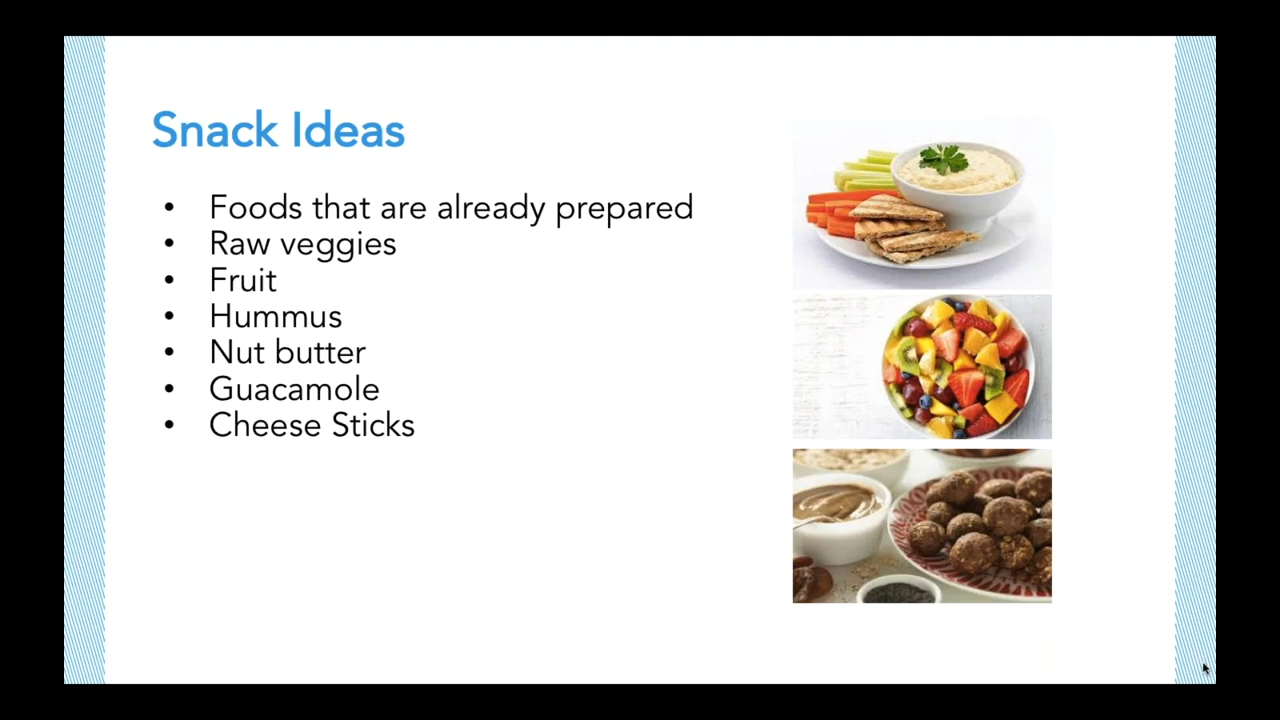 Snack Ideas
• Foods that are already prepared
• Raw veggies
• Fruit
• Hummus
• Nut butter
• Guacamole
• Cheese Sticks